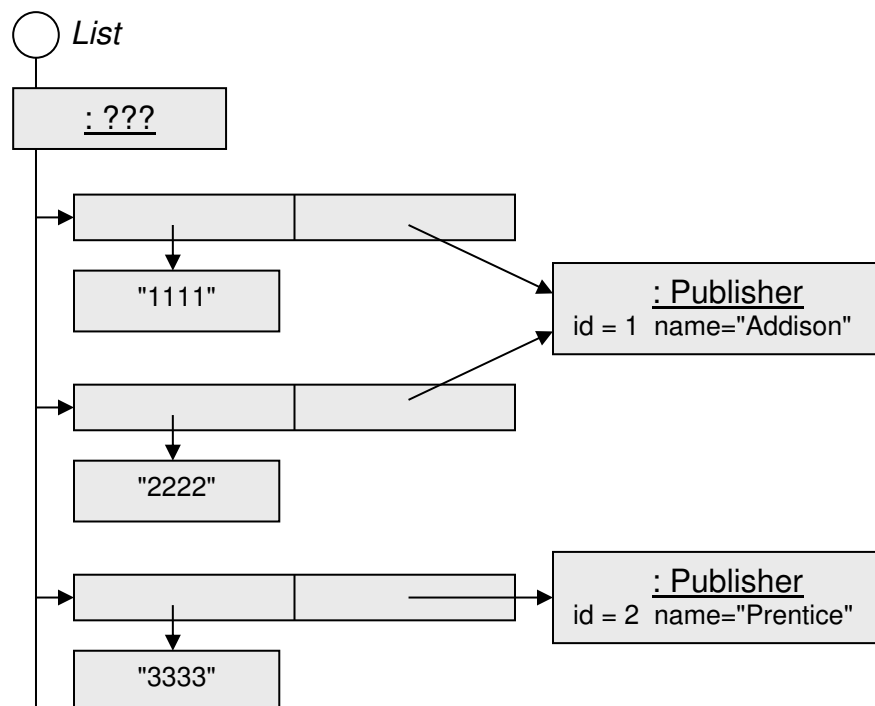 List
: ???
"1111"
: Publisher
id = 1 name="Addison"
"2222"
: Publisher
id = 2 name="Prentice"
"3333"